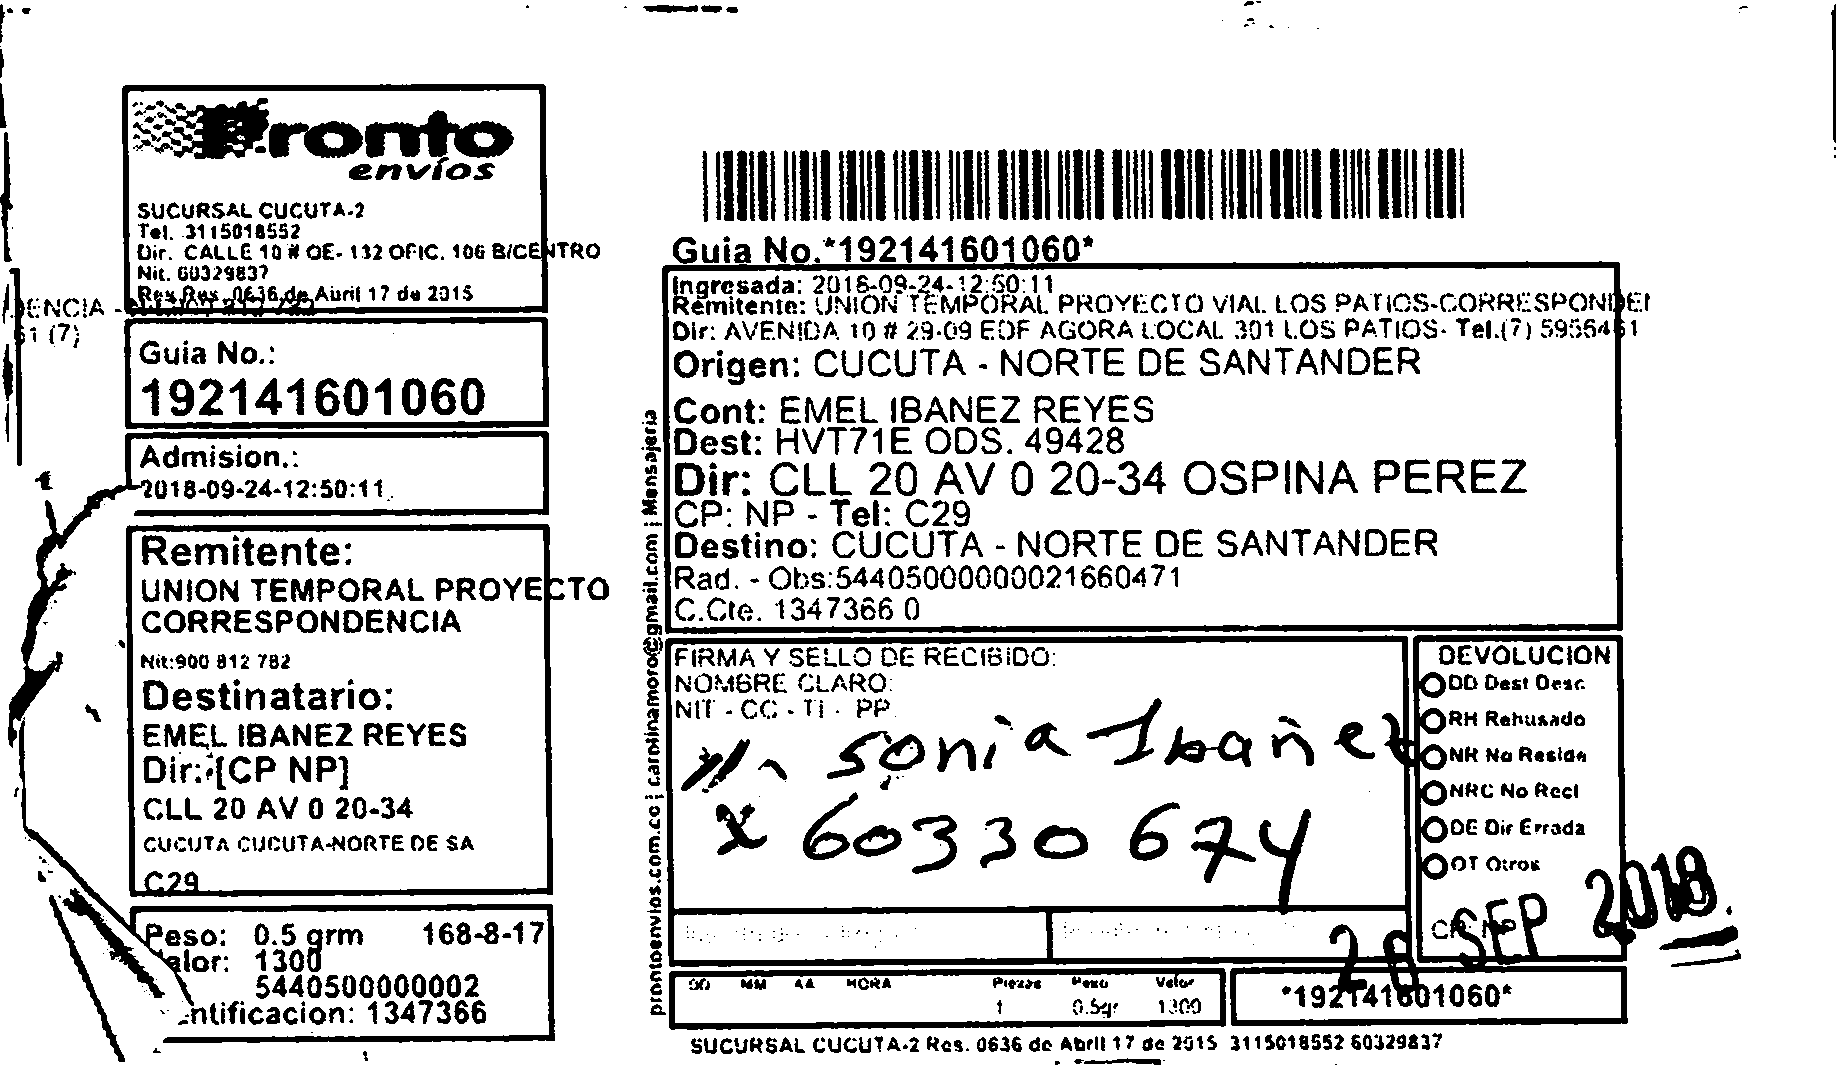 Pronto
envíos
SUCURSAL CUCUTA-2
Tel. 3115018552
Dir. CALLE 10 # OE- 132 OFIC. 106 B/CENTRO
Nit. 60329837
Res.Res. 0636 de Abril 17 de 2015
Guia No.:
192141601060
Admision.:
2018-09-24-12:50:11
Remitente:
UNION TEMPORAL PROYECTO
CORRESPONDENCIA
Nit:900 812 782
Destinatario:
EMEL IBANEZ REYES
Dir: [CP NP]
CLL 20 AV 0 20-34
CUCUTA CUCUTA-NORTE DE SA
C29
Peso: 0.5 grm 168-8-17
alor: 1300
5440500000002
entificacion: 1347366
Guia No.*192141601060*
Ingresada: 2018-09-24-12:50:11
Remitente: UNION TEMPORAL PROYECTO VIAL LOS PATIOS-CORRESPONDEN
Dir: AVENIDA 10 # 29-09 EDF AGORA LOCAL 301 LOS PATIOS- Tel.(7) 5956461
Origen: CUCUTA - NORTE DE SANTANDER
Cont: EMEL IBANEZ REYES
Dest: HVT71E ODS. 49428
Dir: CLL 20 AV 0 20-34 OSPINA PEREZ
CP: NP - Tel: C29
Destino: CUCUTA - NORTE DE SANTANDER
Rad. - Obs:54405000000021660471
C.Cte. 1347366 0
prontoenvios.com.co | carolinamoro@gmail.com | Mensajeria
FIRMA Y SELLO DE RECIBIDO:
NOMBRE CLARO:
NIT - CC - TI - PP
Sonia Ibañez
x 60330674
DEVOLUCION
DD Dest Desc
RH Rehusado
NR No Reside
NRC No Recl
DE Dir Errada
OT Otros
SEP 2018
DD MM AA HORA Piezas Peso Valor
1 0.5gr 1300
*192141601060*
SUCURSAL CUCUTA-2 Res. 0636 de Abril 17 de 2015 3115018552 60329837